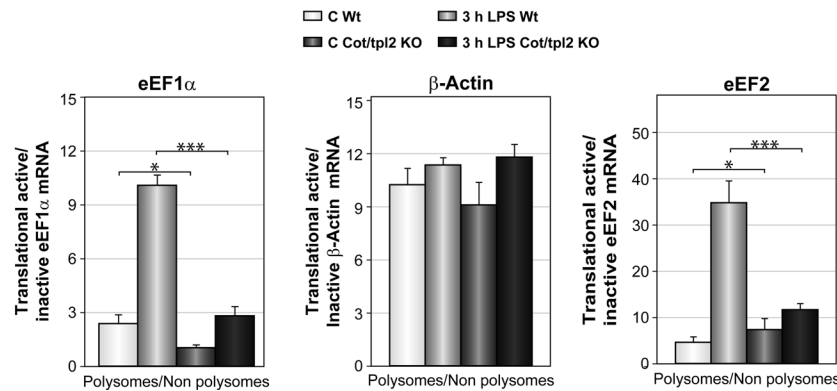 C Wt
3 h LPS Wt
C Cot/tpl2 KO
3 h LPS Cot/tpl2 KO
eEF1α
Translational active/
inactive eEF1α mRNA
15
12
9
6
3
0
***
*
Polysomes/Non polysomes
β-Actin
Translational active/
Inactive β-Actin mRNA
15
12
9
6
3
0
Polysomes/Non polysomes
eEF2
Translational active/
inactive eEF2 mRNA
50
40
30
20
10
0
***
*
Polysomes/Non polysomes